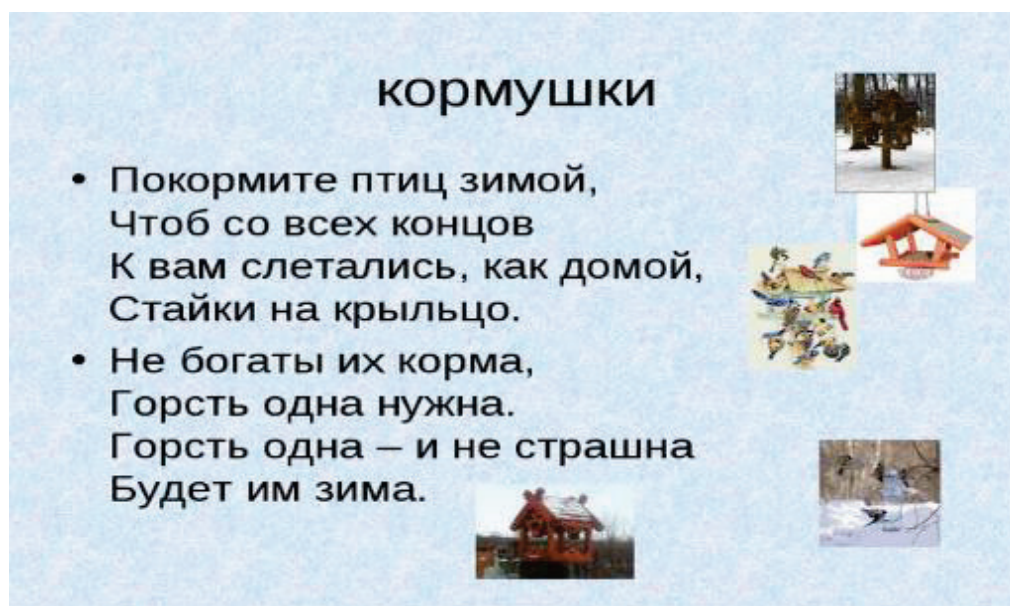 кормушки
• Покормите птиц зимой,
Чтоб со всех концов
К вам слетались, как домой,
Стайки на крыльцо.
• Не богаты их корма,
Горсть одна нужна.
Горсть одна – и не страшна
Будет им зима.